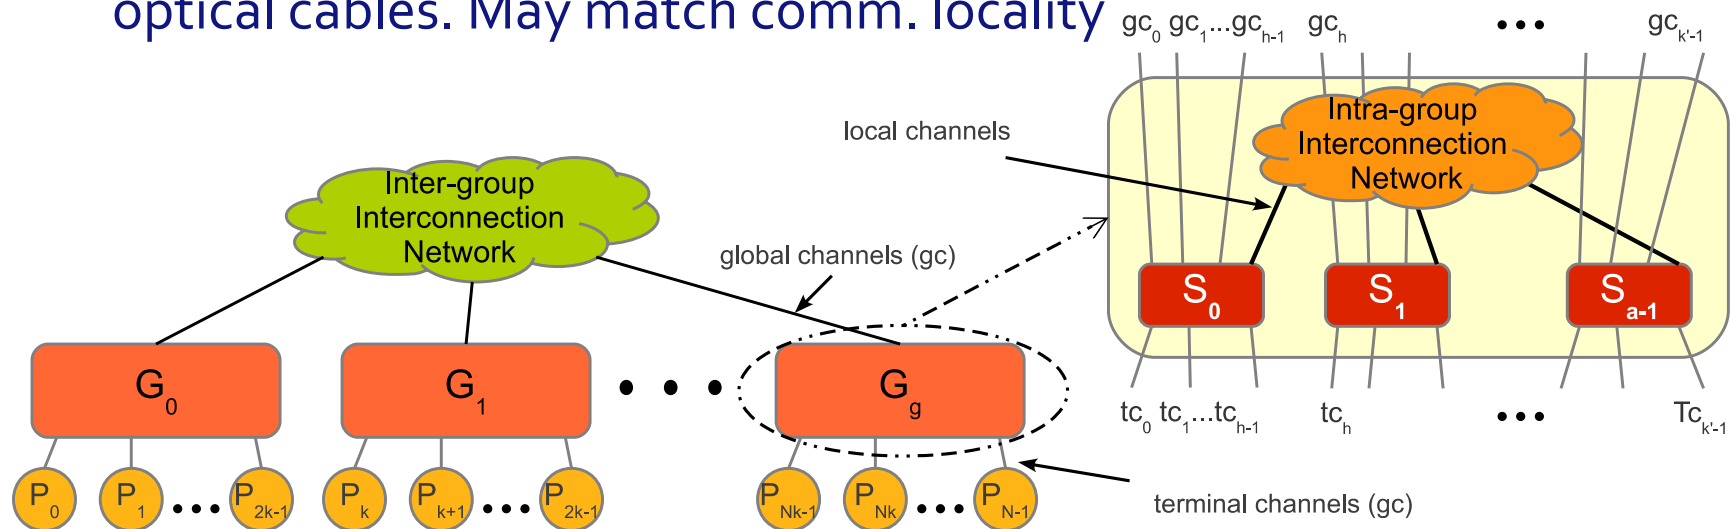 optical cables. May match comm. locality
gc0 gc1...gch-1 gch ... gck'-1
local channels
Intra-group
Interconnection
Network
Inter-group
Interconnection
Network
global channels (gc)
S0 S1 Sa-1
G0 G1 ... Gg
tc0 tc1...tch-1 tch ... Tck'-1
P0 P1 ... P2k-1 Pk Pk+1 ... P2k-1 PNk-1 PNk ... PN-1
terminal channels (gc)